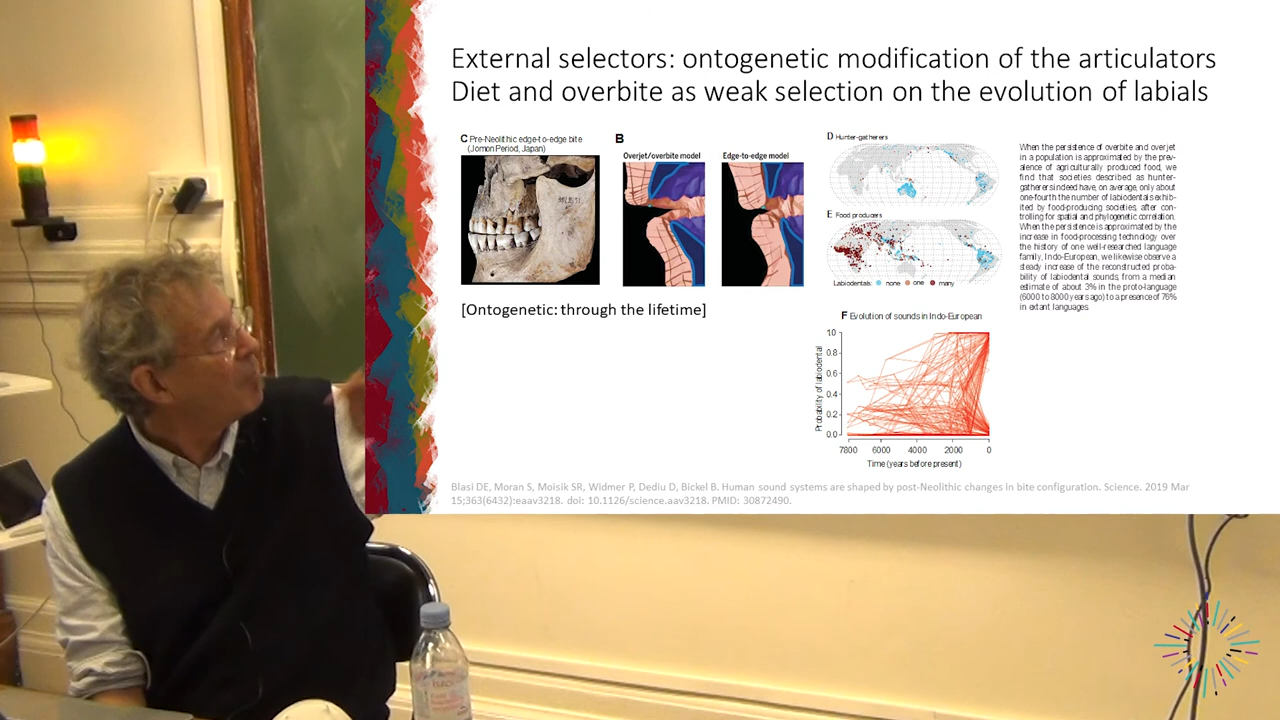 External selectors: ontogenetic modification of the articulators
Diet and overbite as weak selection on the evolution of labials
C Pre-Neolithic edge-to-edge bite
(Jomon Period, Japan)
B
Overjet/overbite model
Edge-to-edge model
[Ontogenetic: through the lifetime]
D Hunter-gatherers
E Food producers
Labiodentals: none one many
F Evolution of sounds in Indo-European
Probability of labiodental
1.0
0.8
0.6
0.4
0.2
0.0
7800 6000 4000 2000 0
Time (years before present)
When the persistence of overbite and overjet
in a population is approximated by the prev-
alence of agriculturally produced food, we
find that societies described as hunter-
gatherers indeed have, on average, only about
one-fourth the number of labiodentals exhib-
ited by food-producing societies, after con-
trolling for spatial and phylogenetic correlation.
When the persistence is approximated by the
increase in food-processing technology over
the history of one well-researched language
family, Indo-European, we likewise observe a
steady increase of the reconstructed proba-
bility of labiodental sounds, from a median
estimate of about 3% in the proto-language
(6000 to 8000 years ago) to a presence of 76%
in extant languages.
Blasi DE, Moran S, Moisik SR, Widmer P, Dediu D, Bickel B. Human sound systems are shaped by post-Neolithic changes in bite configuration. Science. 2019 Mar
15;363(6432):eaav3218. doi: 10.1126/science.aav3218. PMID: 30872490.